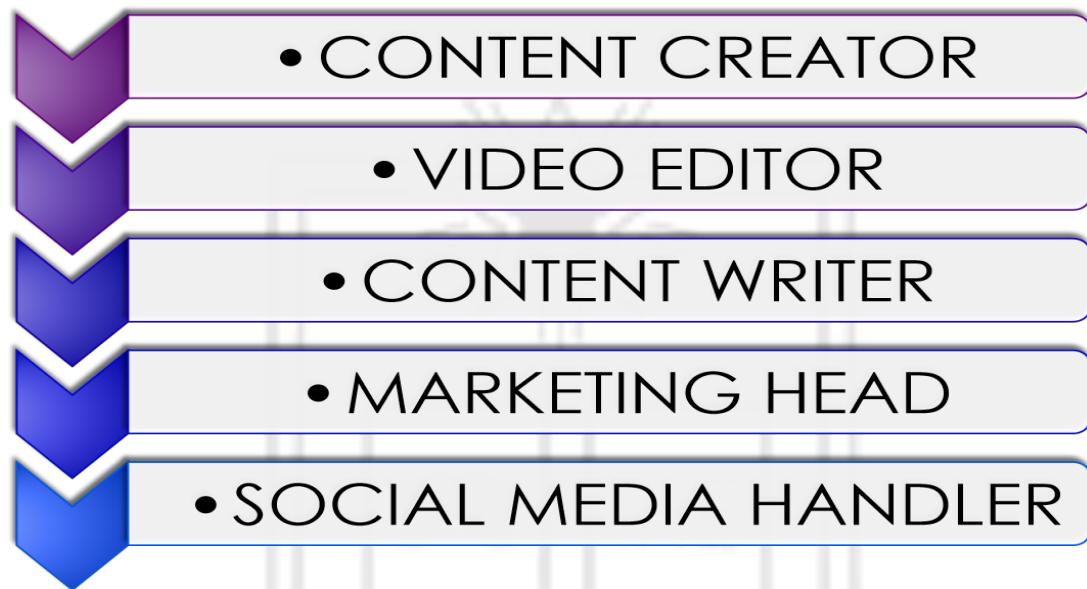 • CONTENT CREATOR
• VIDEO EDITOR
• CONTENT WRITER
• MARKETING HEAD
• SOCIAL MEDIA HANDLER